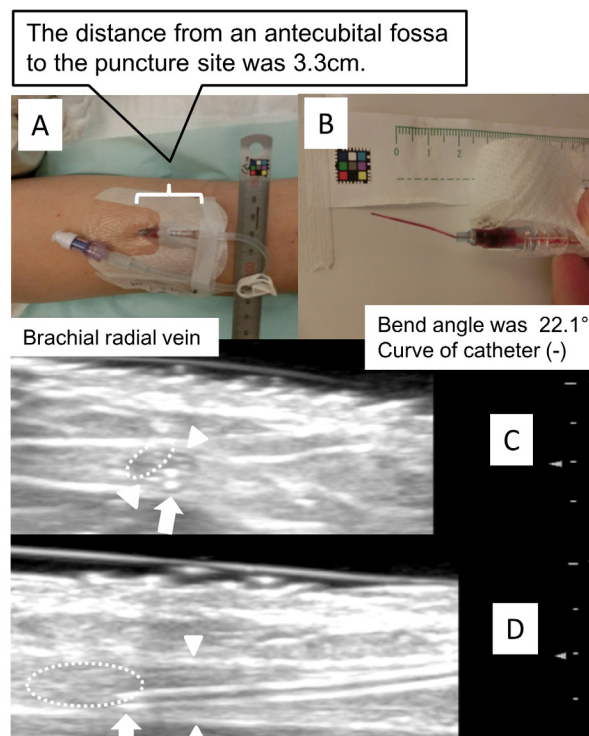 The distance from an antecubital fossa
to the puncture site was 3.3cm.
A
B
0 1 2
Brachial radial vein
Bend angle was 22.1°
Curve of catheter (-)
C
D